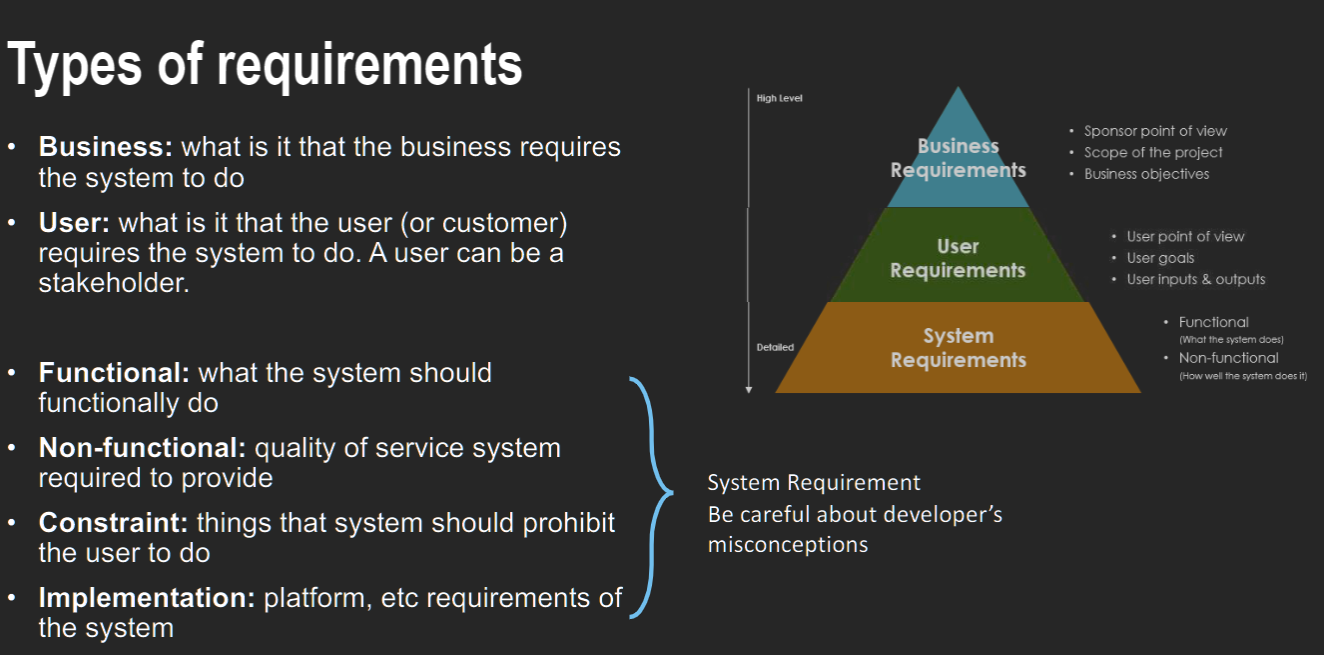 Types of requirements
• Business: what is it that the business requires
the system to do
• User: what is it that the user (or customer)
requires the system to do. A user can be a
stakeholder.
• Functional: what the system should
functionally do
• Non-functional: quality of service system
required to provide
• Constraint: things that system should prohibit
the user to do
• Implementation: platform, etc requirements of
the system
System Requirement
Be careful about developer’s
misconceptions
High Level
Detailed
Business
Requirements
• Sponsor point of view
• Scope of the project
• Business objectives
User
Requirements
• User point of view
• User goals
• User inputs & outputs
System
Requirements
• Functional
(What the system does)
• Non-functional
(How well the system does it)